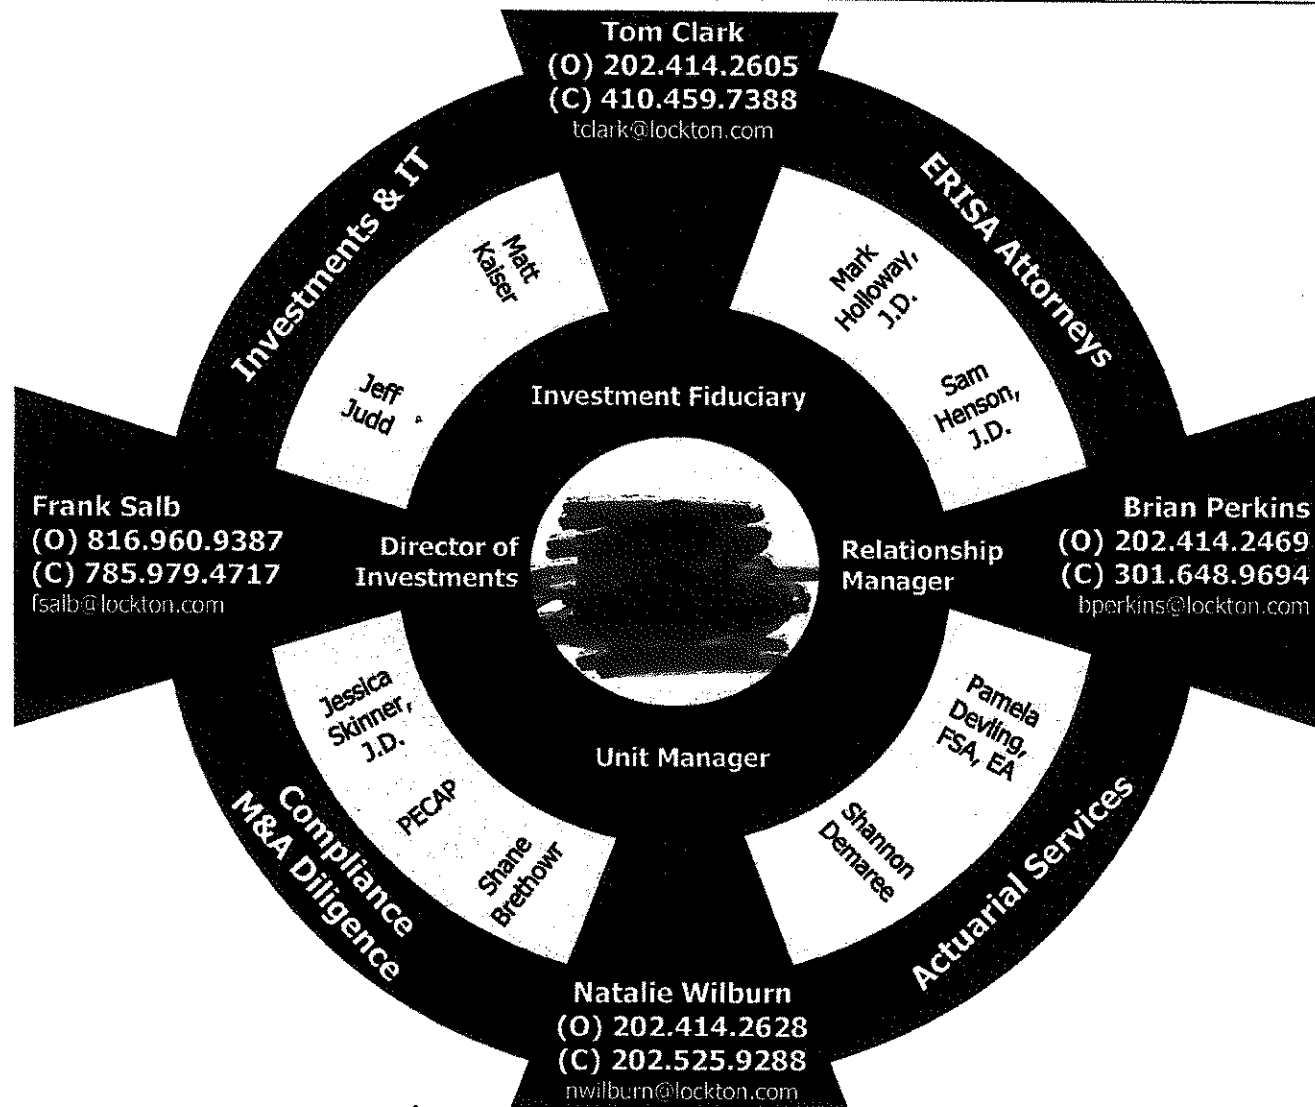 Tom Clark
(O) 202.414.2605
(C) 410.459.7388
tclark@lockton.com
Investments & IT
Matt
Kaiser
Jeff
Judd
ERISA Attorneys
Mark
Holloway,
J.D.
Sam
Henson,
J.D.
Investment Fiduciary
Frank Salb
(O) 816.960.9387
(C) 785.979.4717
fsalb@lockton.com
Director of
Investments
Relationship
Manager
Brian Perkins
(O) 202.414.2469
(C) 301.648.9694
bperkins@lockton.com
Unit Manager
Jessica
Skinner,
J.D.
PECAP
Shane
Brethowr
Compliance
M&A Diligence
Pamela
Devling,
FSA, EA
Shannon
Demaree
Actuarial Services
Natalie Wilburn
(O) 202.414.2628
(C) 202.525.9288
nwilburn@lockton.com